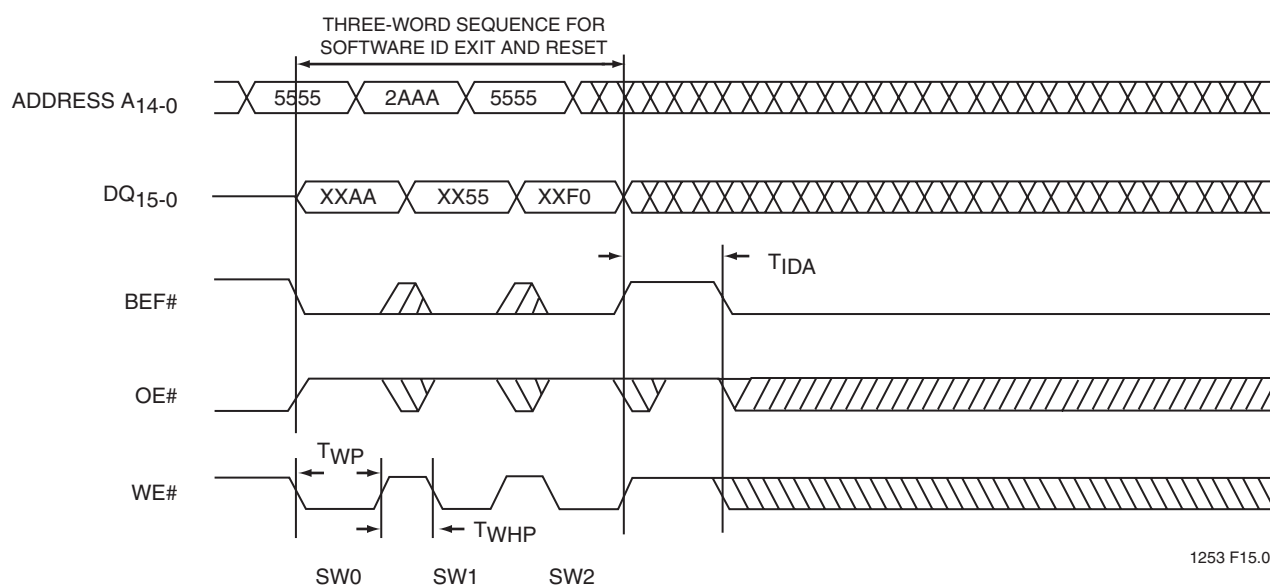 THREE-WORD SEQUENCE FOR
SOFTWARE ID EXIT AND RESET
ADDRESS A14-0
5555
2AAA
5555
DQ15-0
XXAA
XX55
XXF0
TIDA
BEF#
OE#
TWP
WE#
TWHP
SW0
SW1
SW2
1253 F15.0